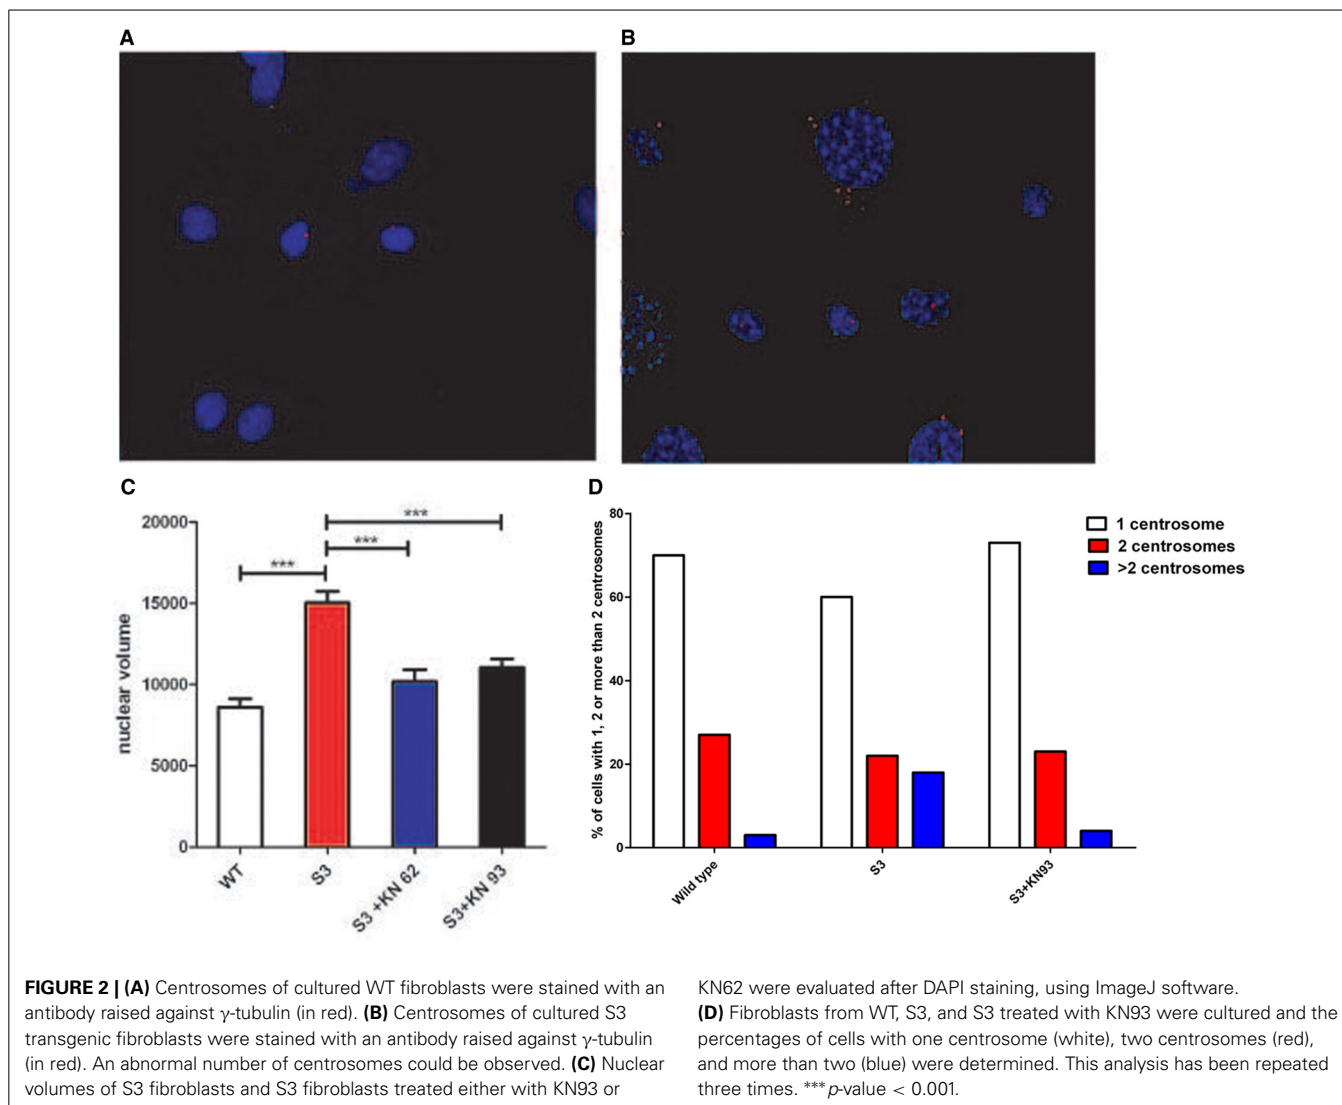 A
B
C
20000
15000
10000
5000
0
nuclear volume
***
***
***
WT
S3
S3 +KN 62
S3+KN 93
D
80
60
40
20
0
% of cells with 1, 2 or more than 2 centrosomes
1 centrosome
2 centrosomes
>2 centrosomes
Wild type
S3
S3+KN93
FIGURE 2 | (A) Centrosomes of cultured WT fibroblasts were stained with an
antibody raised against γ-tubulin (in red). (B) Centrosomes of cultured S3
transgenic fibroblasts were stained with an antibody raised against γ-tubulin
(in red). An abnormal number of centrosomes could be observed. (C) Nuclear
volumes of S3 fibroblasts and S3 fibroblasts treated either with KN93 or
KN62 were evaluated after DAPI staining, using ImageJ software.
(D) Fibroblasts from WT, S3, and S3 treated with KN93 were cultured and the
percentages of cells with one centrosome (white), two centrosomes (red),
and more than two (blue) were determined. This analysis has been repeated
three times. ***p-value < 0.001.